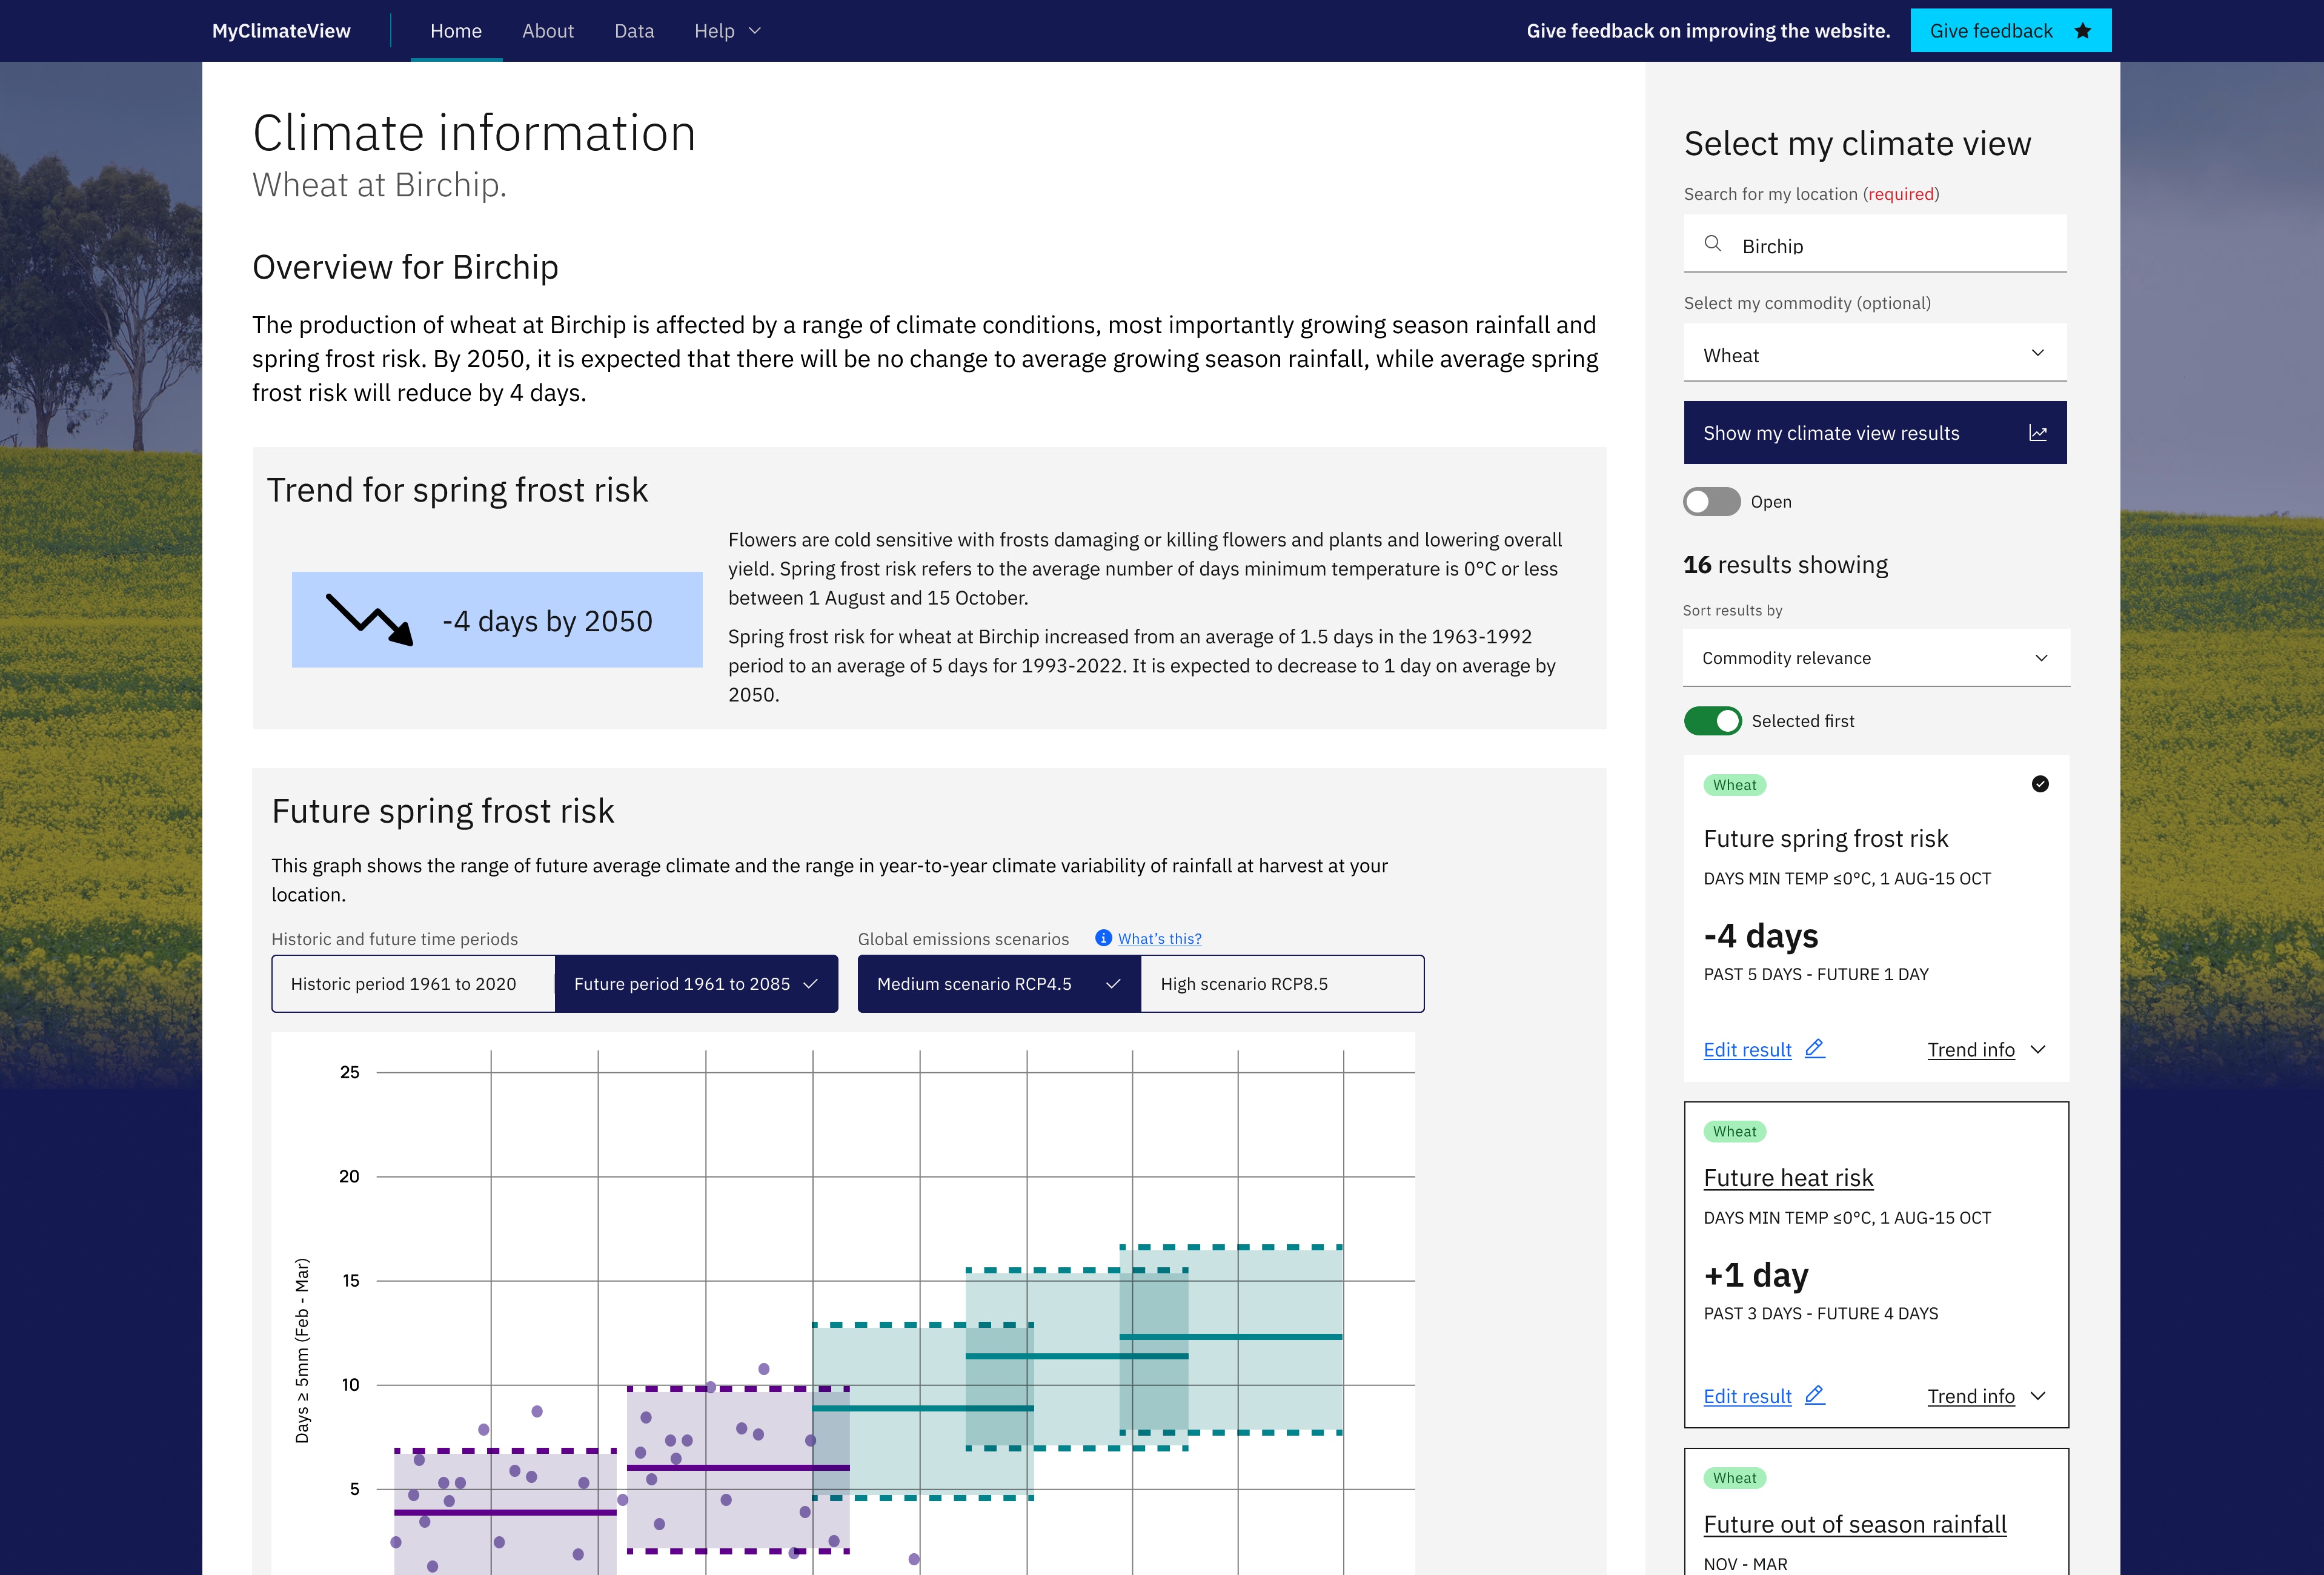 MyClimateView
Home
About
Data
Help
Give feedback on improving the website.
Give feedback
Climate information
Wheat at Birchip.
Overview for Birchip
The production of wheat at Birchip is affected by a range of climate conditions, most importantly growing season rainfall and
spring frost risk. By 2050, it is expected that there will be no change to average growing season rainfall, while average spring
frost risk will reduce by 4 days.
Trend for spring frost risk
-4 days by 2050
Flowers are cold sensitive with frosts damaging or killing flowers and plants and lowering overall
yield. Spring frost risk refers to the average number of days minimum temperature is 0°C or less
between 1 August and 15 October.
Spring frost risk for wheat at Birchip increased from an average of 1.5 days in the 1963-1992
period to an average of 5 days for 1993-2022. It is expected to decrease to 1 day on average by
2050.
Future spring frost risk
This graph shows the range of future average climate and the range in year-to-year climate variability of rainfall at harvest at your
location.
Historic and future time periods
Historic period 1961 to 2020
Future period 1961 to 2085
Global emissions scenarios
What's this?
Medium scenario RCP4.5
High scenario RCP8.5
25
20
15
10
5
Days ≥ 5mm (Feb - Mar)
Select my climate view
Search for my location (required)
Birchip
Select my commodity (optional)
Wheat
Show my climate view results
Open
16 results showing
Sort results by
Commodity relevance
Selected first
Wheat
Future spring frost risk
DAYS MIN TEMP ≤0°C, 1 AUG-15 OCT
-4 days
PAST 5 DAYS - FUTURE 1 DAY
Edit result
Trend info
Wheat
Future heat risk
DAYS MIN TEMP ≤0°C, 1 AUG-15 OCT
+1 day
PAST 3 DAYS - FUTURE 4 DAYS
Edit result
Trend info
Wheat
Future out of season rainfall
NOV - MAR